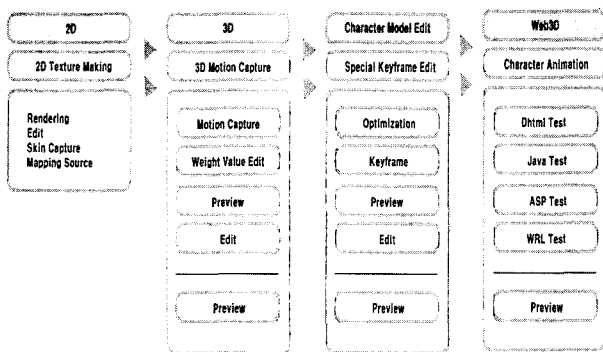 2D
2D Texture Making
Rendering
Edit
Skin Capture
Mapping Source
3D
3D Motion Capture
Motion Capture
Weight Value Edit
Preview
Edit
Preview
Character Model Edit
Special Keyframe Edit
Optimization
Keyframe
Preview
Edit
Preview
Web3D
Character Animation
Dhtml Test
Java Test
ASP Test
WRL Test
Preview